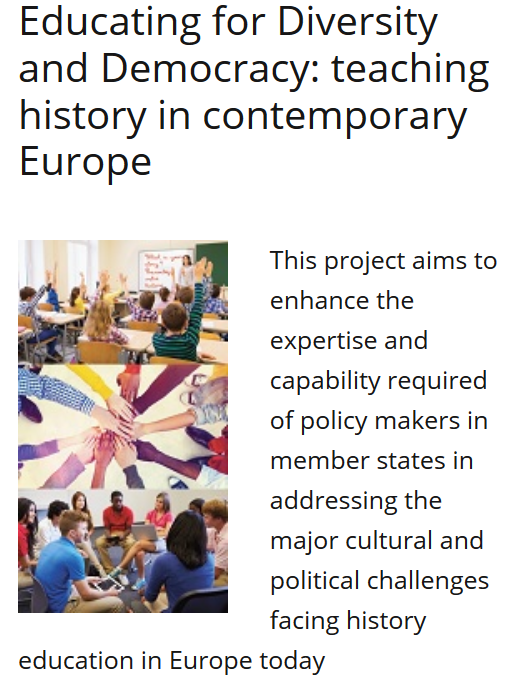 Educating for Diversity
and Democracy: teaching
history in contemporary
Europe
This project aims to
enhance the
expertise and
capability required
of policy makers in
member states in
addressing the
major cultural and
political challenges
facing history
education in Europe today